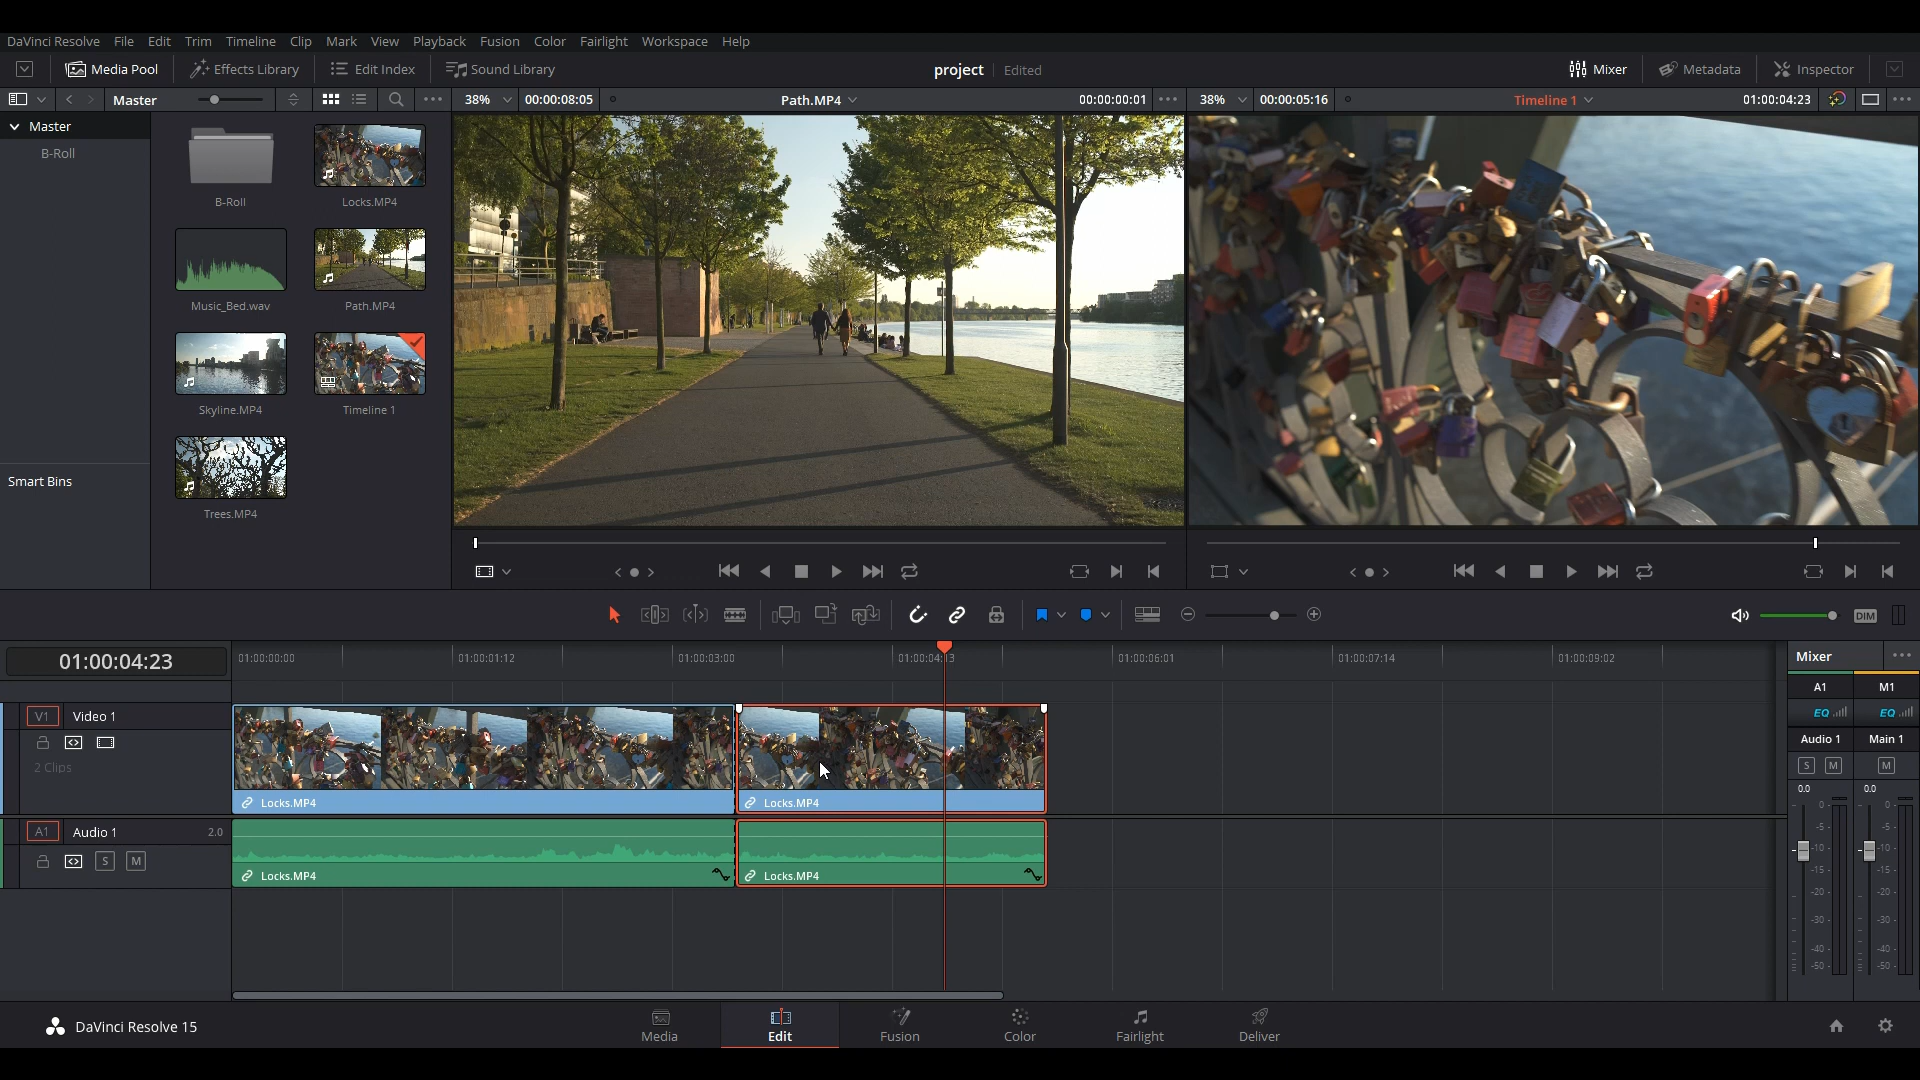 DaVinci Resolve File Edit Trim Timeline Clip Mark View Playback Fusion Color Fairlight Workspace Help
Media Pool Effects Library Edit Index Sound Library project Edited Mixer Metadata Inspector
Master 38% 00:00:08:05 Path.MP4 00:00:00:01 38% 00:00:05:16 Timeline 1 01:00:04:23
Master
B-Roll
B-Roll Locks.MP4
Music_Bed.wav Path.MP4
Skyline.MP4 Timeline 1
Smart Bins
Trees.MP4
DIM
01:00:04:23 01:00:00:00 01:00:01:12 01:00:03:00 01:00:04:13 01:00:06:01 01:00:07:14 01:00:09:02 Mixer
A1 M1
EQ EQ
V1 Video 1
2 Clips
Locks.MP4 Locks.MP4
A1 Audio 1 2.0
S M
Locks.MP4 Locks.MP4
Audio 1 Main 1
S M M
0.0 0.0
0- 0-
-5- -5-
-10- -10-
-15- -15-
-20- -20-
-30- -30-
-40- -40-
-50- -50-
DaVinci Resolve 15 Media Edit Fusion Color Fairlight Deliver